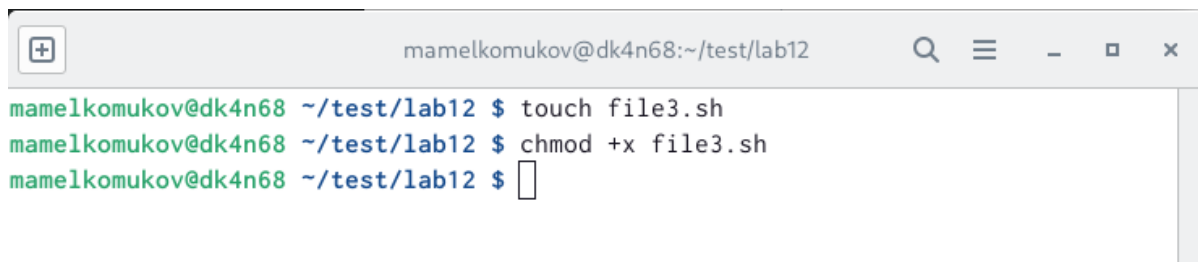 mamelkomukov@dk4n68:~/test/lab12
mamelkomukov@dk4n68 ~/test/lab12 $ touch file3.sh
mamelkomukov@dk4n68 ~/test/lab12 $ chmod +x file3.sh
mamelkomukov@dk4n68 ~/test/lab12 $